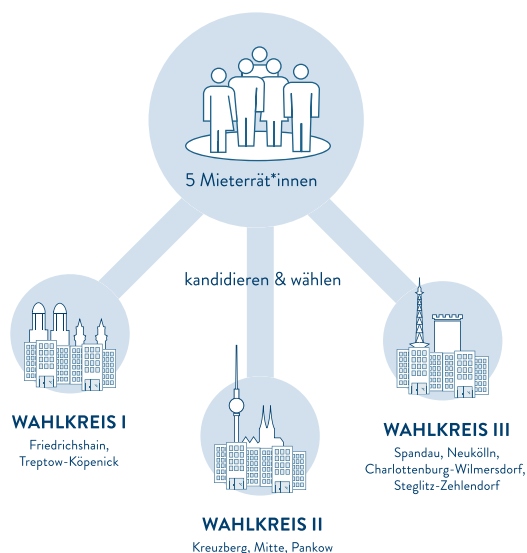 5 Mieterrät*innen
kandidieren & wählen
WAHLKREIS I
Friedrichshain,
Treptow-Köpenick
WAHLKREIS II
Kreuzberg, Mitte, Pankow
WAHLKREIS III
Spandau, Neukölln,
Charlottenburg-Wilmersdorf,
Steglitz-Zehlendorf